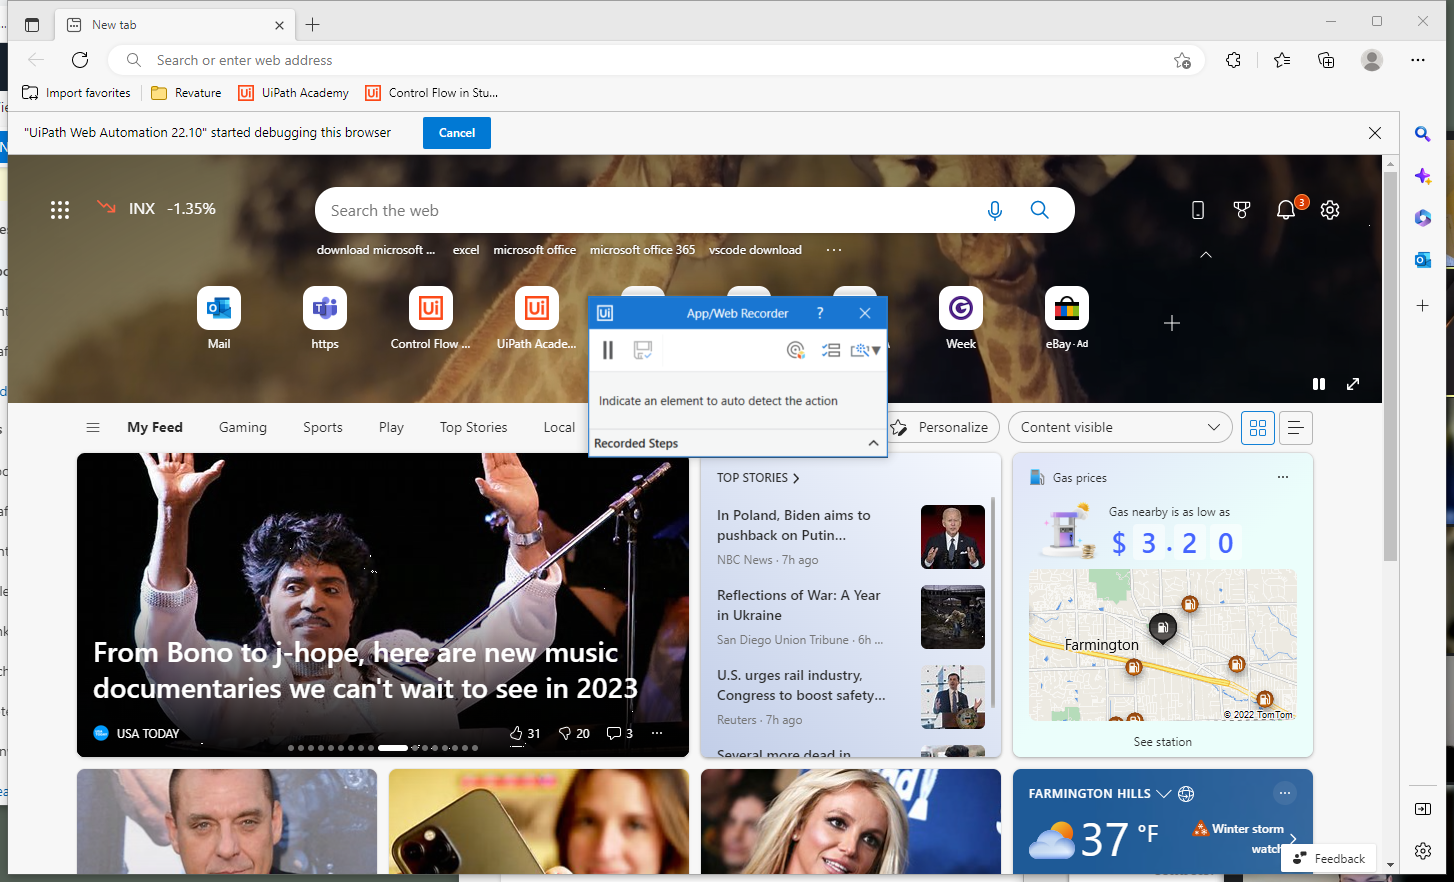 New tab
Search or enter web address
Import favorites
Revature
UiPath Academy
Control Flow in Stu...
"UiPath Web Automation 22.10" started debugging this browser
Cancel
INX -1.35%
Search the web
3
download microsoft ...
excel
microsoft office
microsoft office 365
vscode download
Mail
https
Control Flow ...
UiPath Acade...
Week
eBay · Ad
App/Web Recorder
?
Indicate an element to auto detect the action
Recorded Steps
My Feed
Gaming
Sports
Play
Top Stories
Local
Personalize
Content visible
From Bono to j-hope, here are new music
documentaries we can't wait to see in 2023
USA TODAY
31
20
3
TOP STORIES
In Poland, Biden aims to
pushback on Putin...
NBC News · 7h ago
Reflections of War: A Year
in Ukraine
San Diego Union Tribune · 6h ...
U.S. urges rail industry,
Congress to boost safety...
Reuters · 7h ago
Several more dead in
Gas prices
Gas nearby is as low as
$ 3 . 2 0
Farmington
© 2022 TomTom
See station
FARMINGTON HILLS
37 °F
Winter storm
watch
Feedback